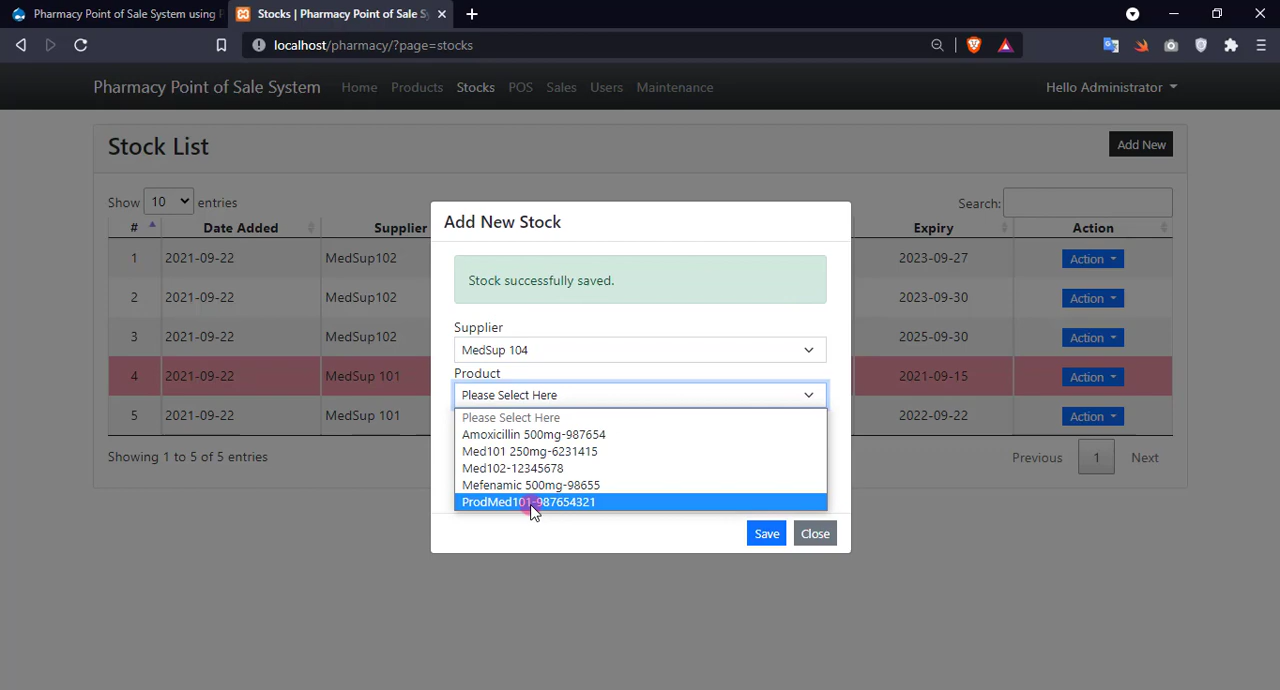 Pharmacy Point of Sale System using
Stocks | Pharmacy Point of Sale S
localhost/pharmacy/?page=stocks
Pharmacy Point of Sale System Home Products Stocks POS Sales Users Maintenance Hello Administrator
Stock List Add New
Show 10 entries Search:
# Date Added Supplier Expiry Action
1 2021-09-22 MedSup102 2023-09-27 Action
2 2021-09-22 MedSup102 2023-09-30 Action
3 2021-09-22 MedSup102 2025-09-30 Action
4 2021-09-22 MedSup 101 2021-09-15 Action
5 2021-09-22 MedSup 101 2022-09-22 Action
Showing 1 to 5 of 5 entries Previous 1 Next
Add New Stock
Stock successfully saved.
Supplier
MedSup 104
Product
Please Select Here
Please Select Here
Amoxicillin 500mg-987654
Med101 250mg-6231415
Med102-12345678
Mefenamic 500mg-98655
ProdMed101-987654321
Save Close